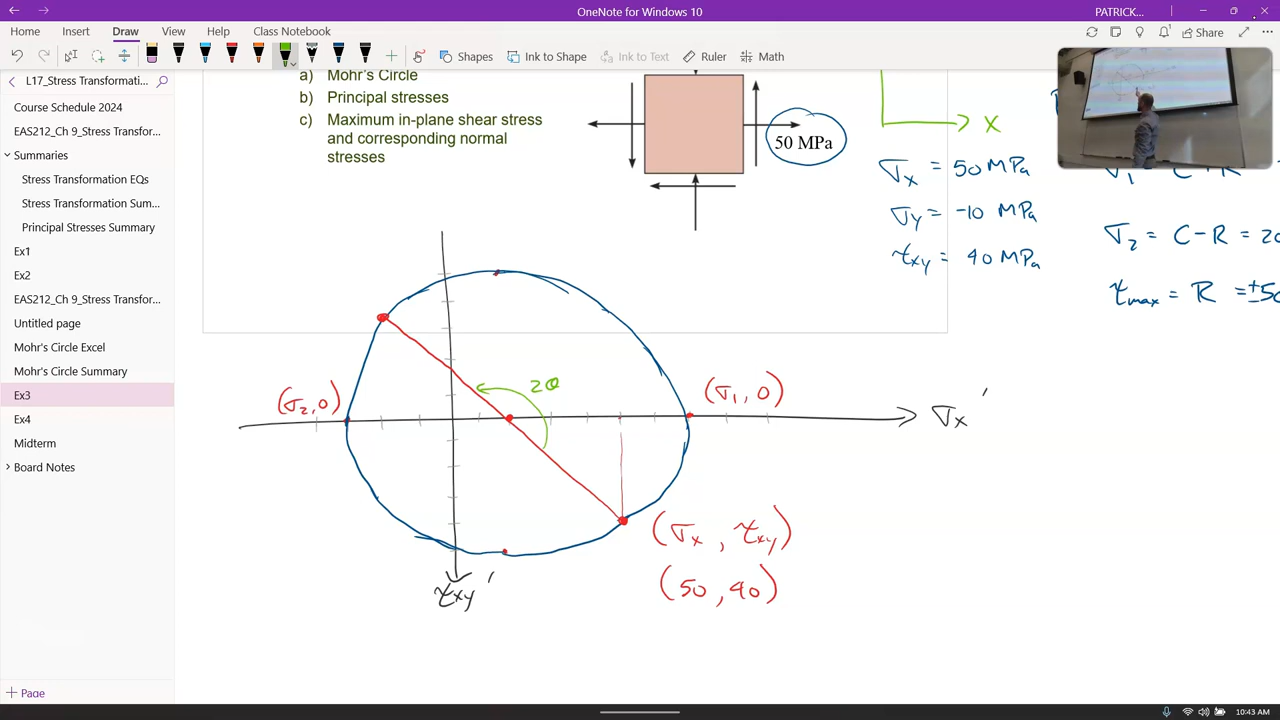 OneNote for Windows 10
PATRICK...
Home
Insert
Draw
View
Help
Class Notebook
Share
Shapes
Ink to Shape
Ink to Text
Ruler
Math
L17_Stress Transformati...
Course Schedule 2024
EAS212_Ch 9_Stress Transfor...
Summaries
Stress Transformation EQs
Stress Transformation Sum...
Principal Stresses Summary
Ex1
Ex2
EAS212_Ch 9_Stress Transfor...
Untitled page
Mohr's Circle Excel
Mohr's Circle Summary
Ex3
Ex4
Midterm
Board Notes
Page
a) Mohr's Circle
b) Principal stresses
c) Maximum in-plane shear stress
and corresponding normal
stresses
50 MPa
x
σx = 50 MPa
σy = -10 MPa
τxy = 40 MPa
σ2 = C-R = 20
τmax = R = ±50
2θ
(σ2, 0)
(σ1, 0)
σx'
(σx, τxy)
(50, 40)
τxy'
10:43 AM